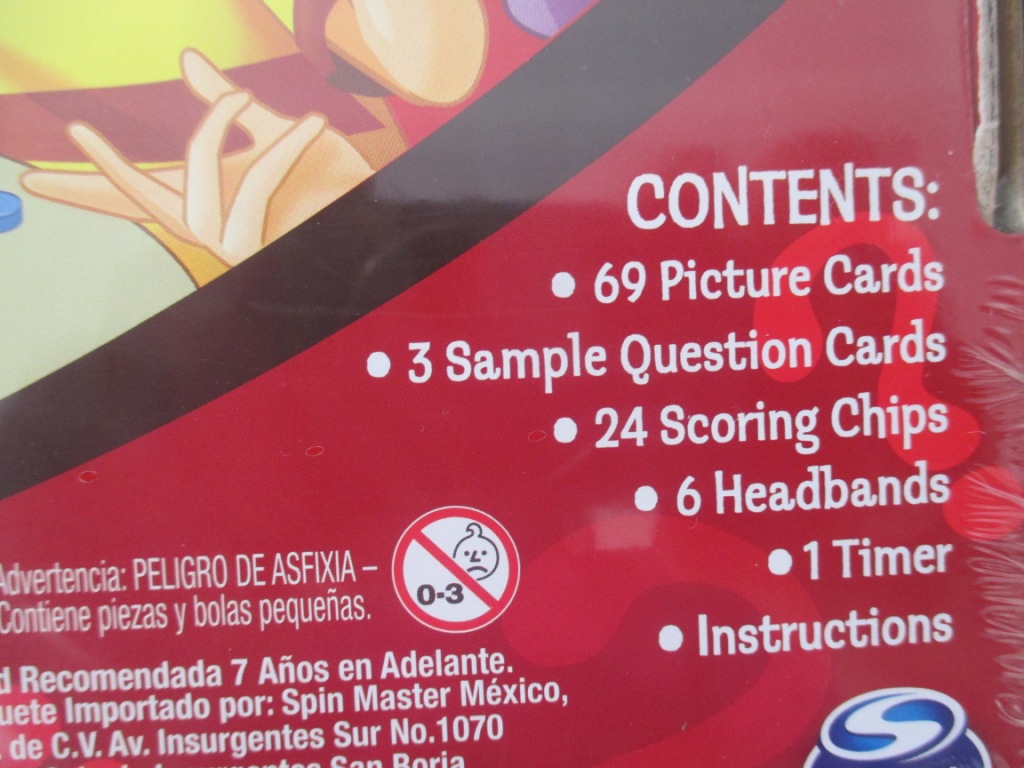 CONTENTS:
• 69 Picture Cards
• 3 Sample Question Cards
• 24 Scoring Chips
• 6 Headbands
• 1 Timer
• Instructions
Advertencia: PELIGRO DE ASFIXIA –
Contiene piezas y bolas pequeñas.
0-3
Recomendada 7 Años en Adelante.
Importado por: Spin Master México,
de C.V. Av. Insurgentes Sur No.1070
San Borja